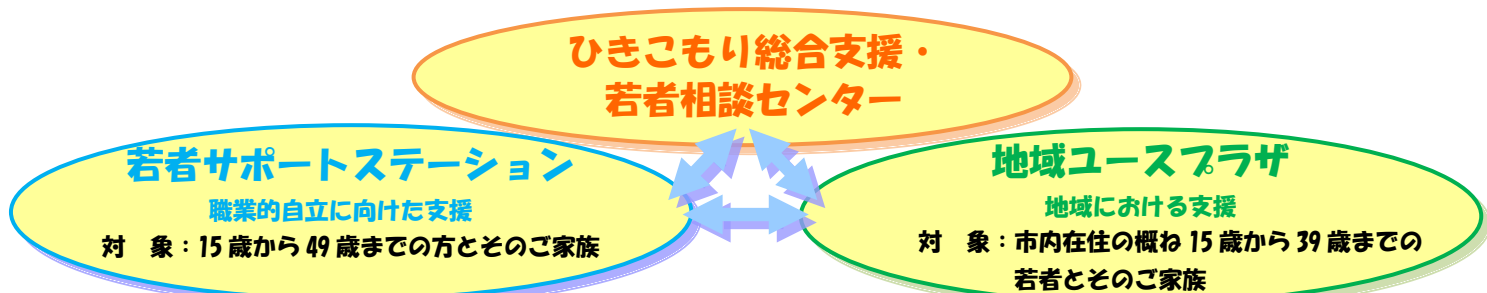 ひきこもり総合支援・
若者相談センター
若者サポートステーション
職業的自立に向けた支援
対　象：15歳から49歳までの方とそのご家族
地域ユースプラザ
地域における支援
対　象：市内在住の概ね15歳から39歳までの
若者とそのご家族